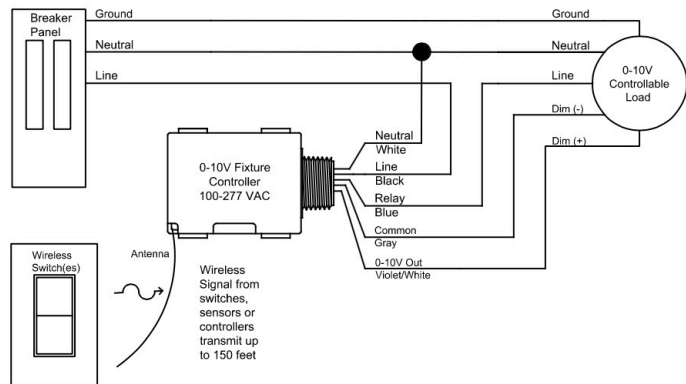 Breaker
Panel
Ground
Ground
Neutral
Neutral
Line
Line
0-10V
Controllable
Load
Dim (-)
Dim (+)
0-10V Fixture
Controller
100-277 VAC
Neutral
White
Line
Black
Relay
Blue
Common
Gray
0-10V Out
Violet/White
Wireless
Switch(es)
Antenna
Wireless
Signal from
switches,
sensors or
controllers
transmit up
to 150 feet